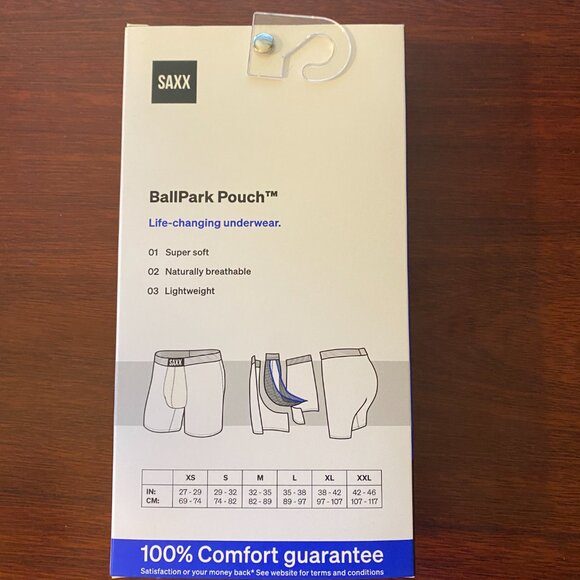 SAXX
BallPark Pouch™
Life-changing underwear.
01 Super soft
02 Naturally breathable
03 Lightweight
SAXX
XS S M L XL XXL
IN: 27 - 29 29 - 32 32 - 35 35 - 38 38 - 42 42 - 46
CM: 69 - 74 74 - 82 82 - 89 89 - 97 97 - 107 107 - 117
100% Comfort guarantee
Satisfaction or your money back* See website for terms and conditions